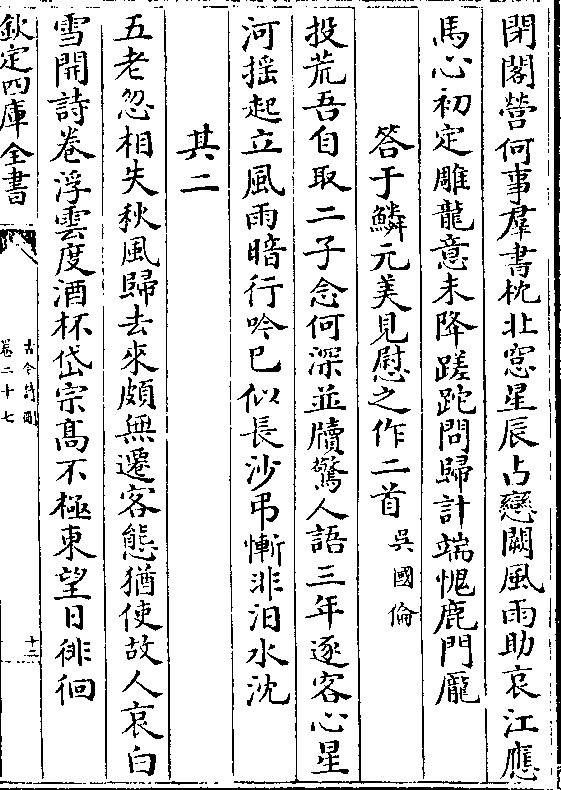 閉閣營何事羣書枕北窓星辰占戀闕風雨助哀江應
馬心初定雕龍意未降蹉跎問歸計端愧鹿門龐
答于鱗元美見慰之作二首 吳國倫
投荒吾自取二子念何深並牘驚人語三年逐客心星
河揺起立風雨暗行吟已似長沙弔慚非汨水沈
其二
五老忽相失秋風歸去來頗無遷客態猶使故人哀白
雪開詩卷浮雲度酒杯岱宗髙不極東望日徘徊
欽定四庫全書
古今詩刪
卷二十七
十二